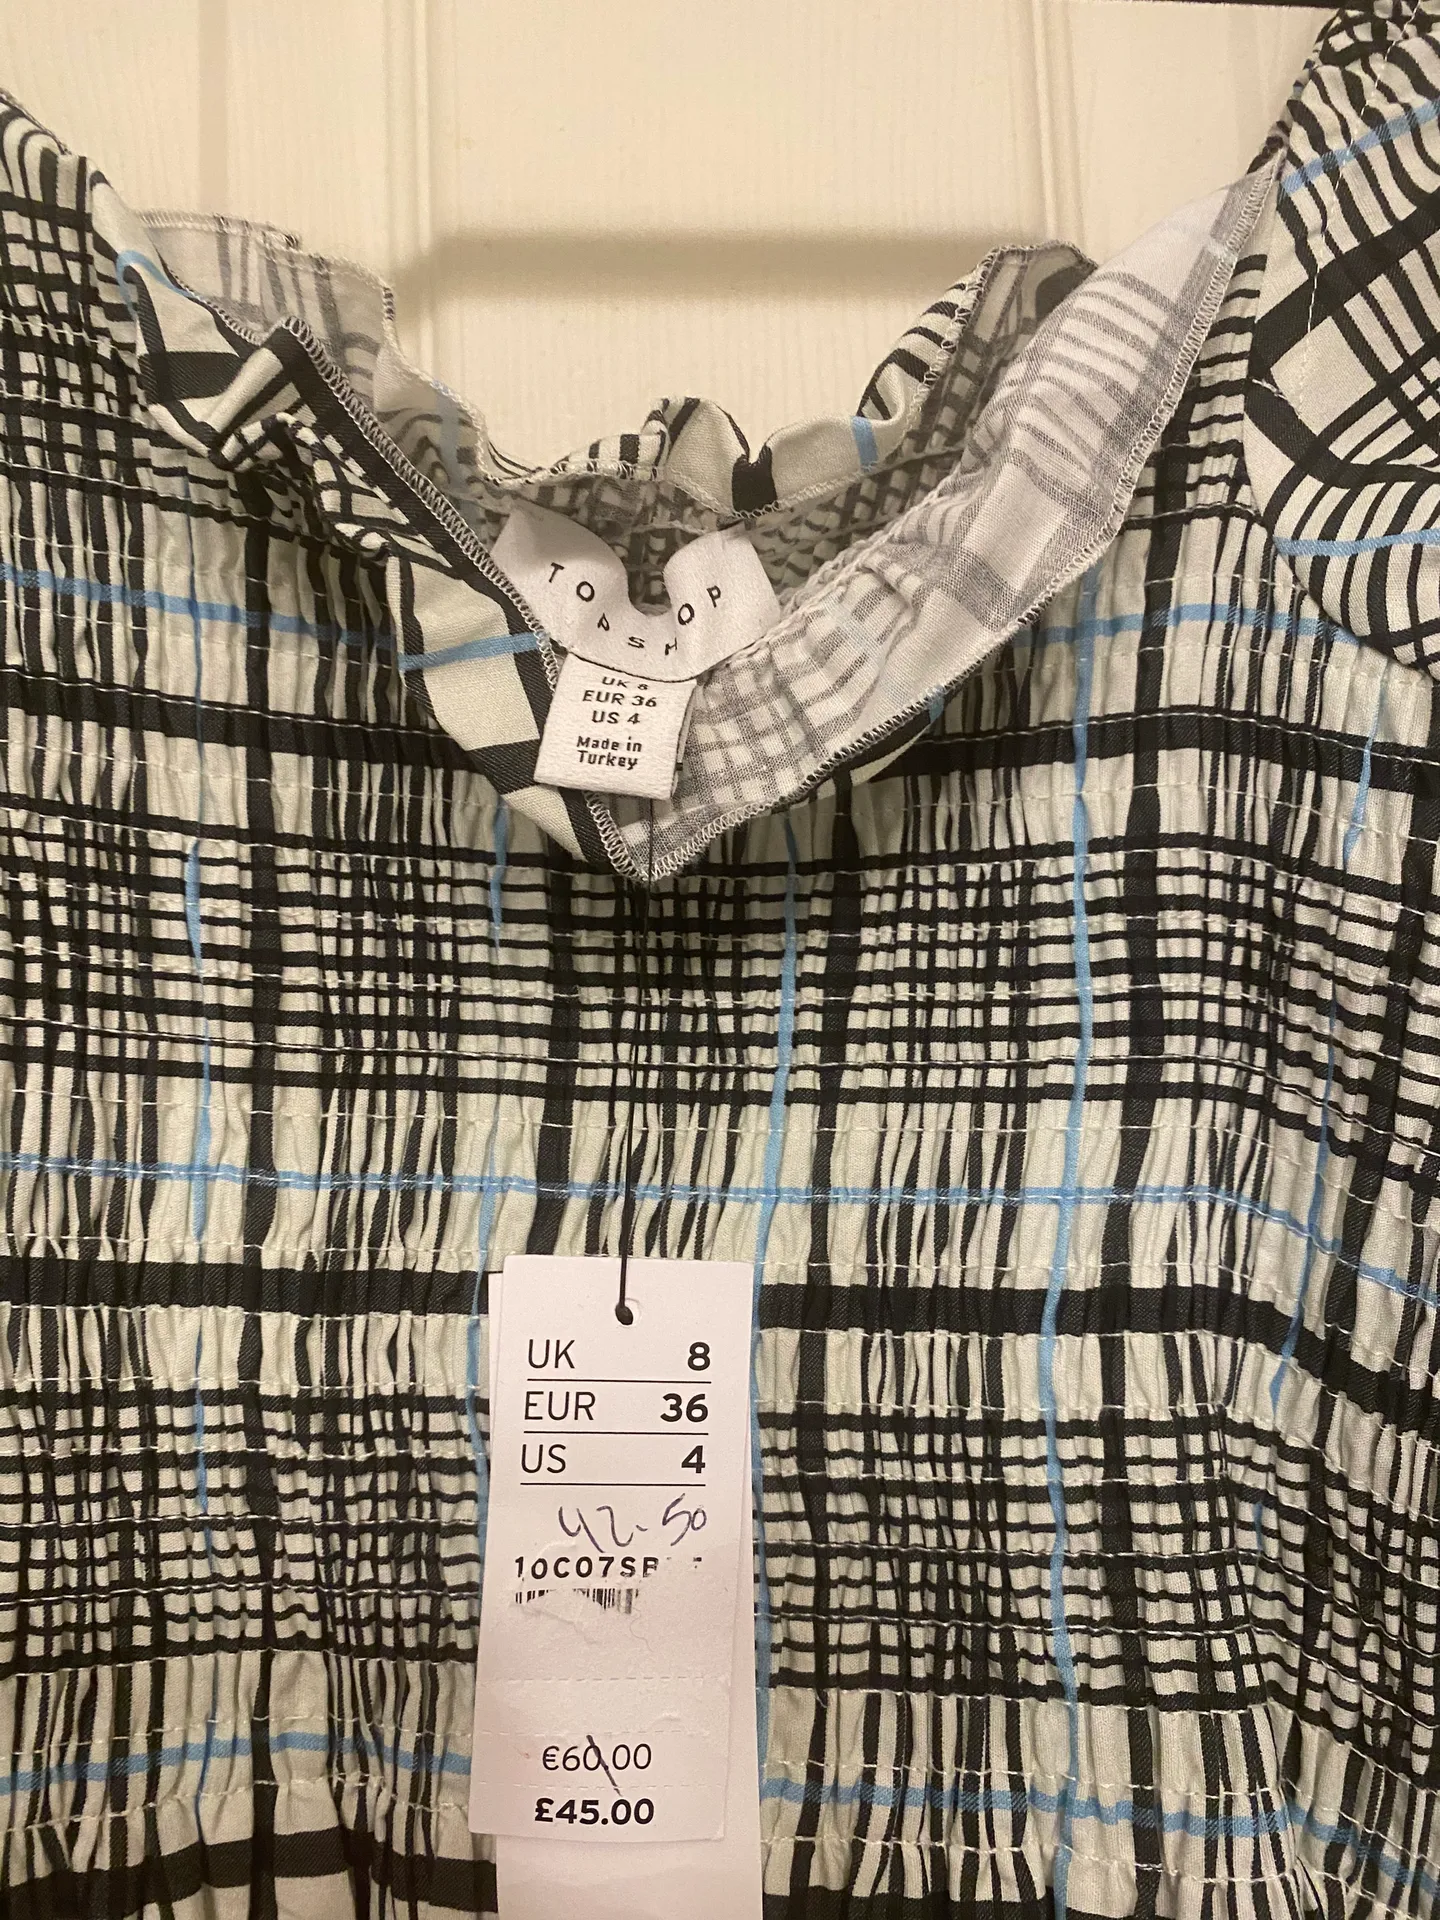 TOPSHOP
UK 8
EUR 36
US 4
Made in
Turkey
UK 8
EUR 36
US 4
42-50
€60.00
£45.00